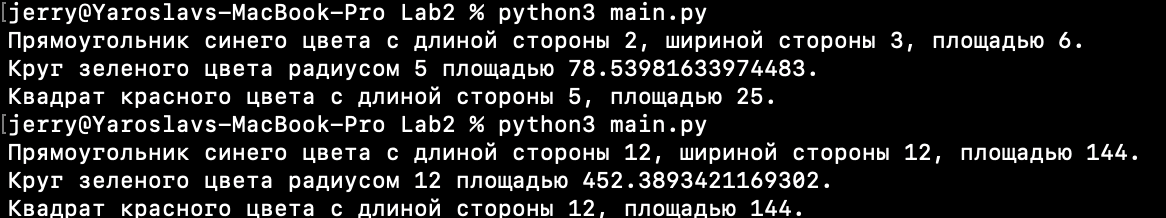 [jerry@Yaroslavs-MacBook-Pro Lab2 % python3 main.py
Прямоугольник синего цвета с длиной стороны 2, шириной стороны 3, площадью 6.
Круг зеленого цвета радиусом 5 площадью 78.53981633974483.
Квадрат красного цвета с длиной стороны 5, площадью 25.
[jerry@Yaroslavs-MacBook-Pro Lab2 % python3 main.py
Прямоугольник синего цвета с длиной стороны 12, шириной стороны 12, площадью 144.
Круг зеленого цвета радиусом 12 площадью 452.3893421169302.
Квадрат красного цвета с длиной стороны 12, площадью 144.